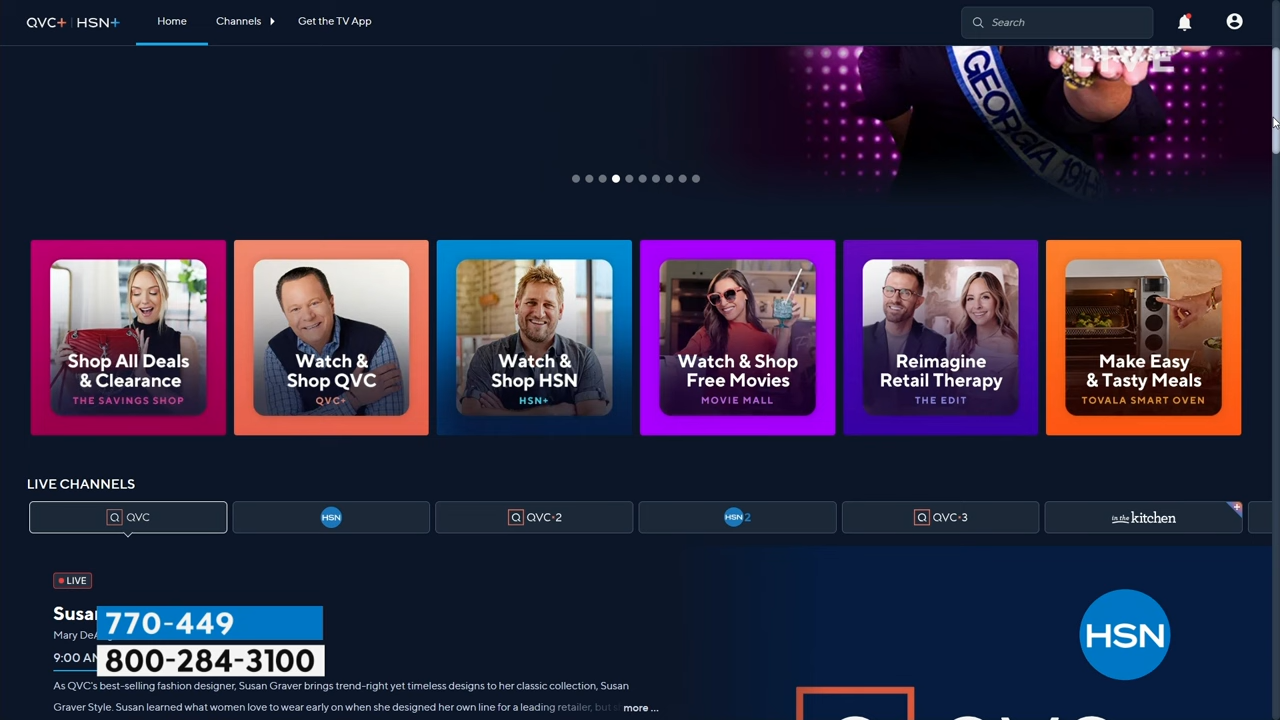 QVC+ | HSN+
Home
Channels
Get the TV App
Search
LIVE
GEORGIA 1971
Shop All Deals
& Clearance
THE SAVINGS SHOP
Watch &
Shop QVC
QVC+
Watch &
Shop HSN
HSN+
Watch & Shop
Free Movies
MOVIE MALL
Reimagine
Retail Therapy
THE EDIT
Make Easy
& Tasty Meals
TOVALA SMART OVEN
LIVE CHANNELS
Q QVC
HSN
Q QVC•2
HSN 2
Q QVC•3
in the kitchen
LIVE
HSN
770-449
Mary
800-284-3100
9:00
As QVC's best-selling fashion designer, Susan Graver brings trend-right yet timeless designs to her classic collection, Susan
Graver Style. Susan learned what women love to wear early on when she designed her own line for a leading retailer, but more ...